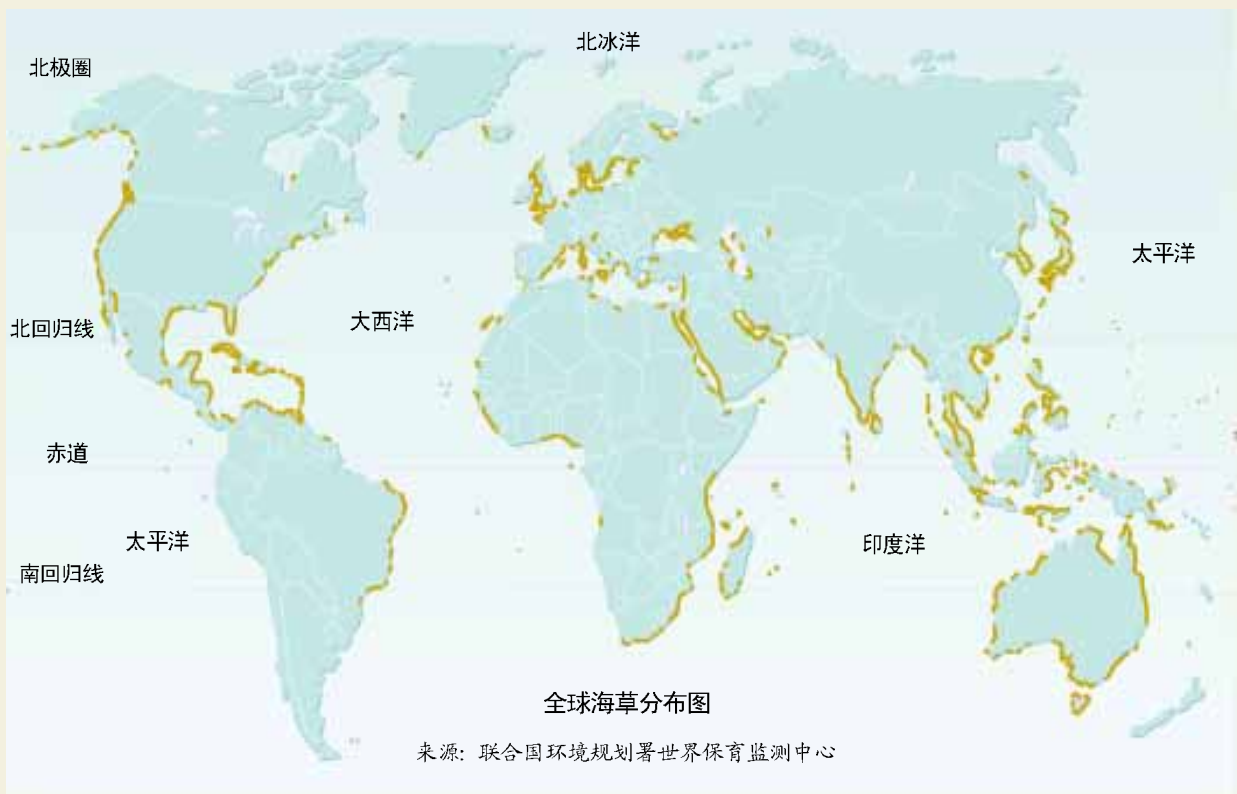 北冰洋
北极圈
太平洋
北回归线
大西洋
赤道
太平洋
印度洋
南回归线
全球海草分布图
来源: 联合国环境规划署世界保育监测中心